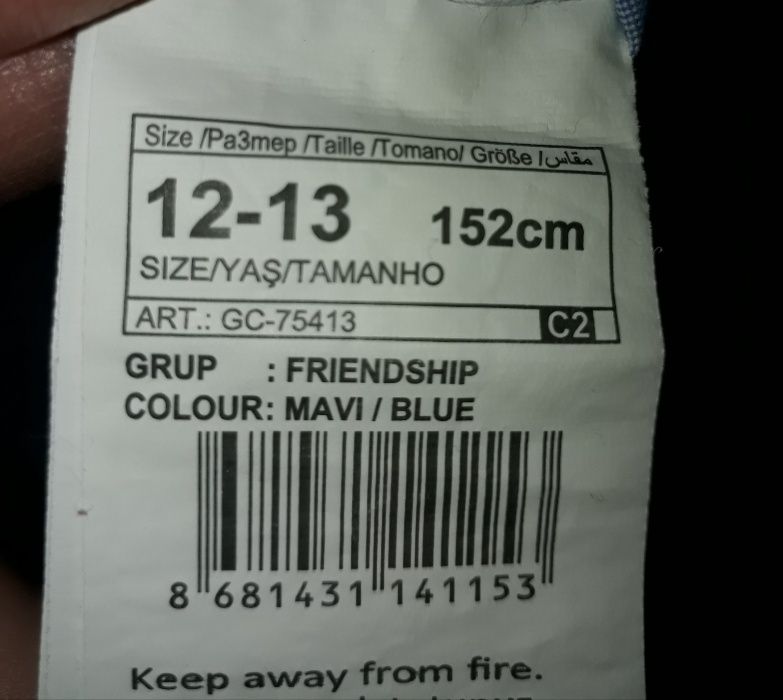 Size /Pa3mep /Taille /Tomano/ Größe /مقاس
12-13 152cm
SIZE/YAŞ/TAMANHO
ART.: GC-75413 C2
GRUP : FRIENDSHIP
COLOUR: MAVI / BLUE
8 681431 141153
Keep away from fire.